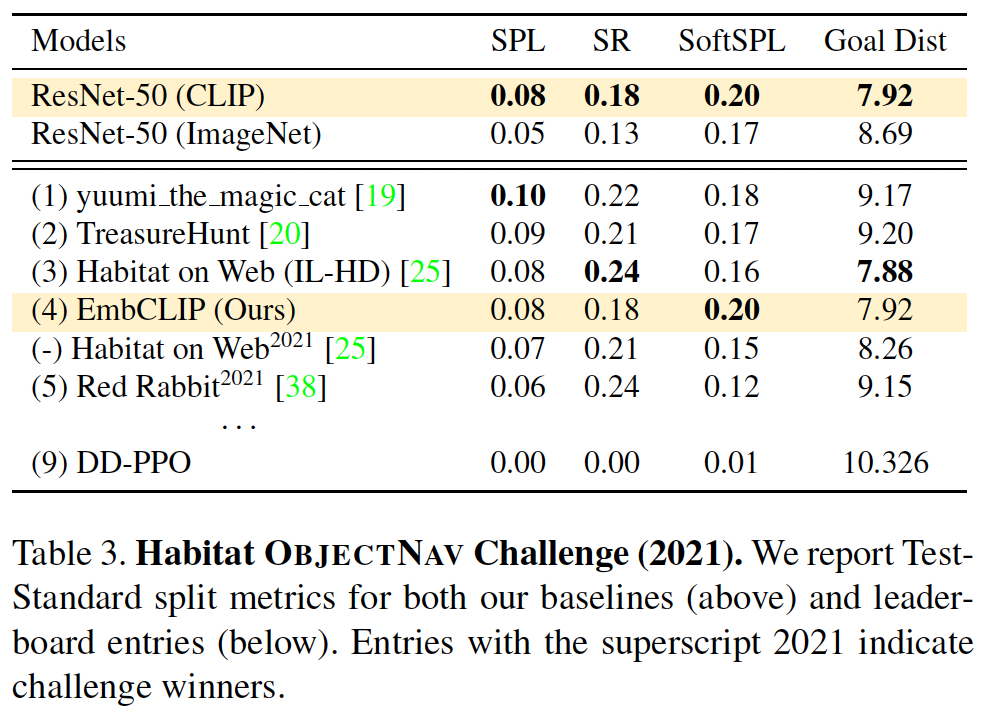 Models SPL SR SoftSPL Goal Dist
ResNet-50 (CLIP) 0.08 0.18 0.20 7.92
ResNet-50 (ImageNet) 0.05 0.13 0.17 8.69
(1) yuumi_the_magic_cat [19] 0.10 0.22 0.18 9.17
(2) TreasureHunt [20] 0.09 0.21 0.17 9.20
(3) Habitat on Web (IL-HD) [25] 0.08 0.24 0.16 7.88
(4) EmbCLIP (Ours) 0.08 0.18 0.20 7.92
(-) Habitat on Web2021 [25] 0.07 0.21 0.15 8.26
(5) Red Rabbit2021 [38] 0.06 0.24 0.12 9.15
...
(9) DD-PPO 0.00 0.00 0.01 10.326
Table 3. Habitat OBJECTNAV Challenge (2021). We report Test-
Standard split metrics for both our baselines (above) and leader-
board entries (below). Entries with the superscript 2021 indicate
challenge winners.